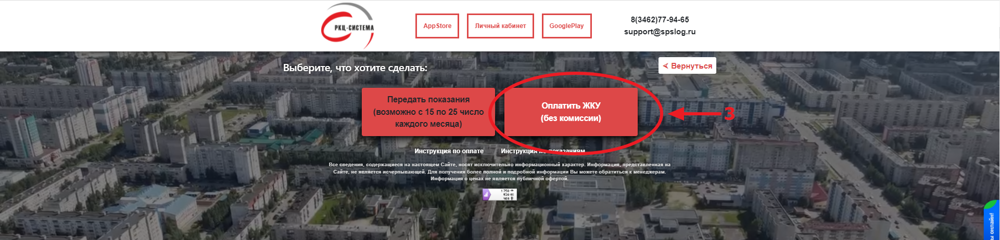 РКЦ-СИСТЕМА
AppStore
Личный кабинет
GooglePlay
8(3462)77-94-65
support@spslog.ru
Выберите, что хотите сделать:
Вернуться
Передать показания
(возможно с 15 по 25 число
каждого месяца)
Оплатить ЖКУ
(без комиссии)
3
Инструкция по оплате
Инструкция по показаниям
Все сведения, содержащиеся на настоящем Сайте, носят исключительно информационный характер. Информация, представленная на
Сайте, не является исчерпывающей. Для получения более полной и подробной информации Вы можете обратиться к менеджерам.
Информация о ценах не является публичной офертой.
1 750
520
469
ы онлайн!